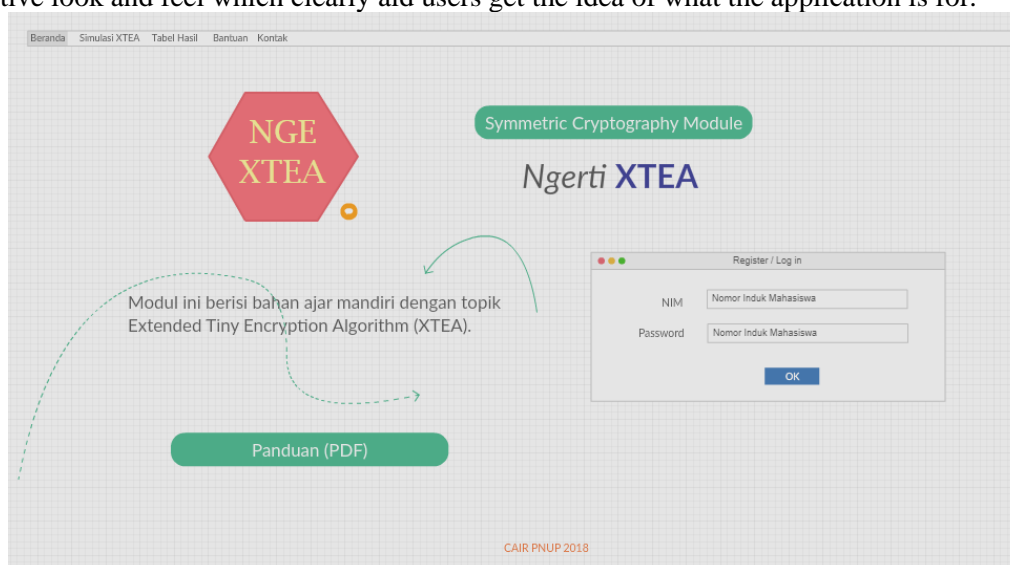 tive look and feel which clearly aid users get the idea of what the application is for.
Beranda Simulasi XTEA Tabel Hasil Bantuan Kontak
NGE
XTEA
Symmetric Cryptography Module
Ngerti XTEA
Modul ini berisi bahan ajar mandiri dengan topik
Extended Tiny Encryption Algorithm (XTEA).
Register / Log in
NIM Nomor Induk Mahasiswa
Password Nomor Induk Mahasiswa
OK
Panduan (PDF)
CAIR PNUP 2018